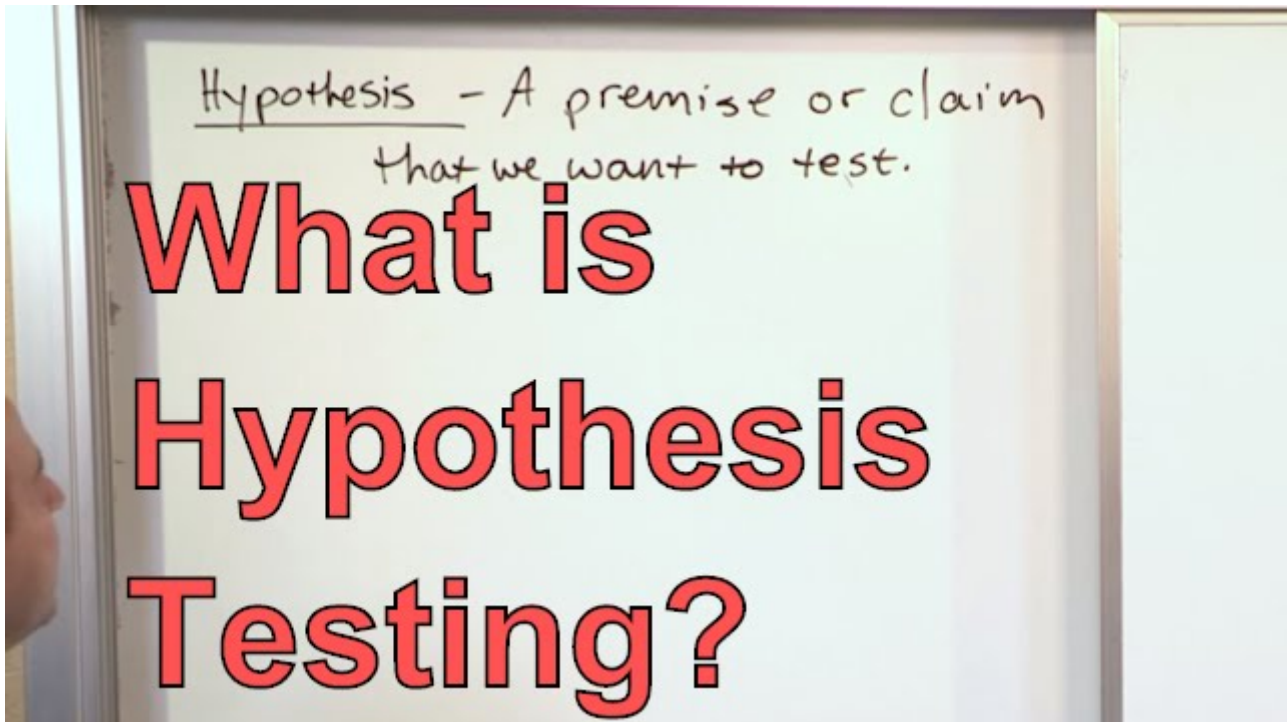 Hypothesis - A premise or claim
that we want to test.
What is
Hypothesis
Testing?